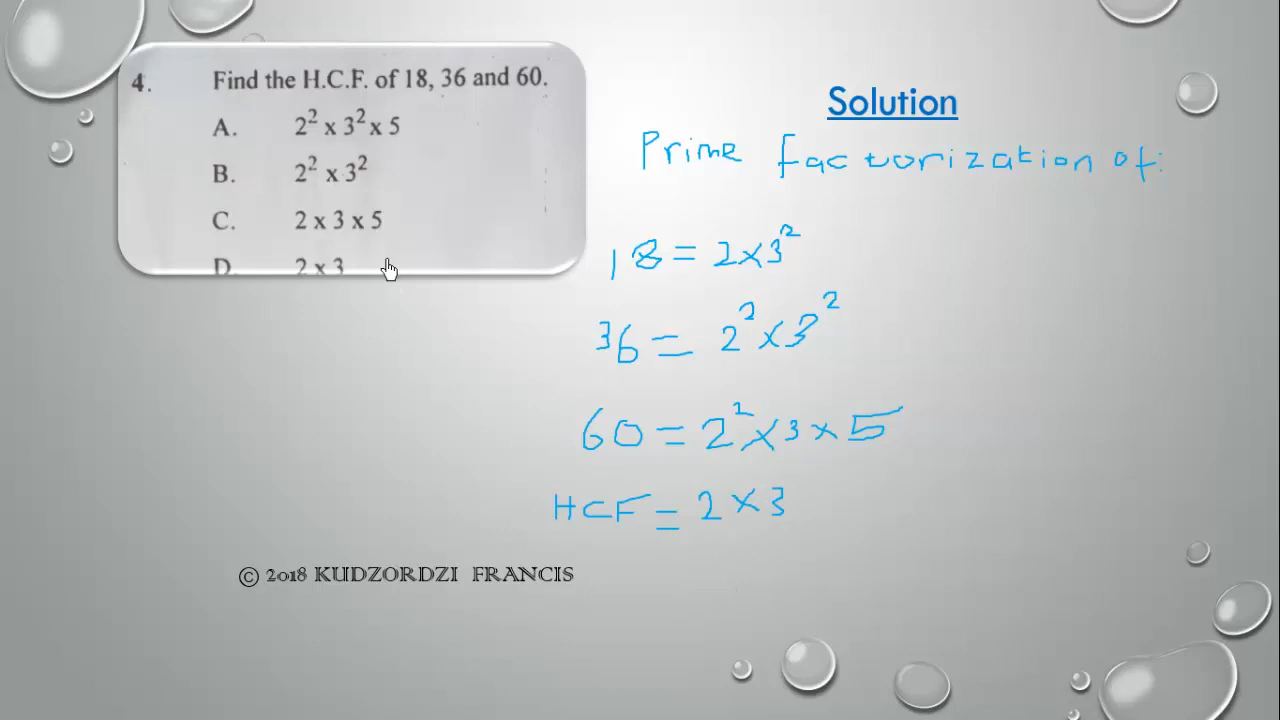 4. Find the H.C.F. of 18, 36 and 60.
A. 2² x 3² x 5
B. 2² x 3²
C. 2 x 3 x 5
D. 2 x 3
Solution
Prime factorization of:
18 = 2 × 3²
36 = 2² × 3²
60 = 2² × 3 × 5
HCF = 2 × 3
© 2018 KUDZORDZI FRANCIS